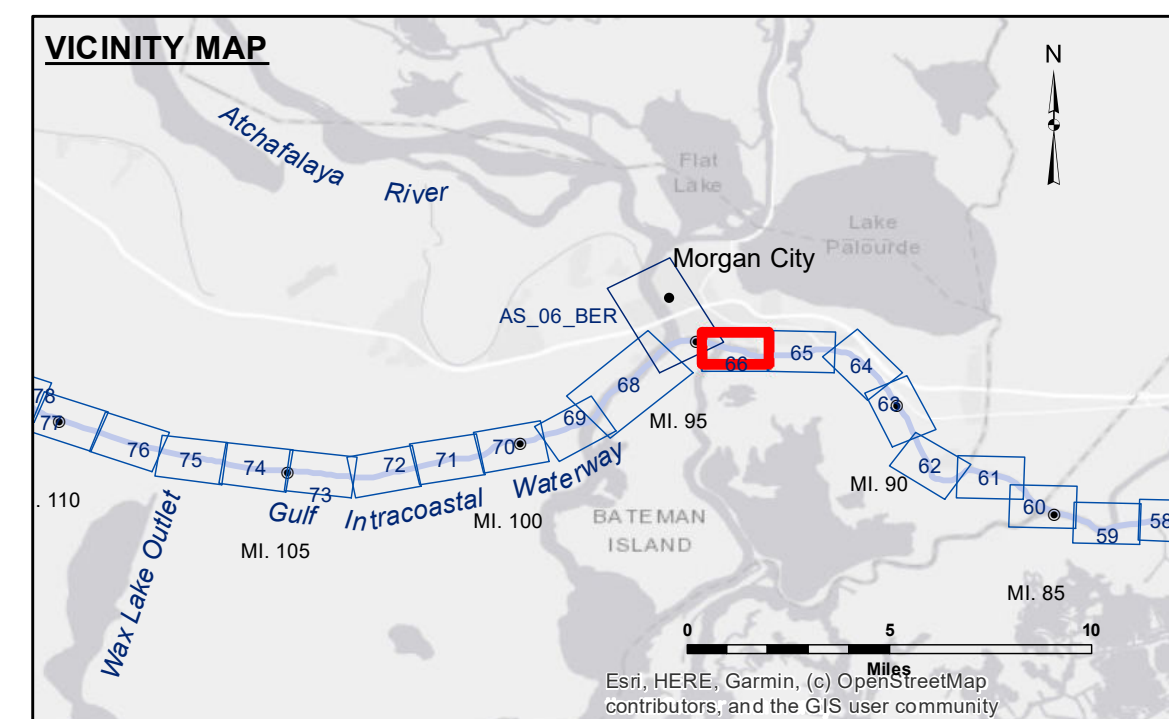 VICINITY MAP
N
Atchafalaya
River
Flat
Lake
Lake
Palourde
Morgan City
AS_06_BER
66
65
64
63
62
61
60
59
58
68
69
70
71
72
73
74
75
76
77
78
MI. 95
MI. 90
MI. 85
MI. 100
MI. 105
. 110
Gulf Intracoastal Waterway
Wax Lake Outlet
BATEMAN
ISLAND
0 5 10
Miles
Esri, HERE, Garmin, (c) OpenStreetMap
contributors, and the GIS user community